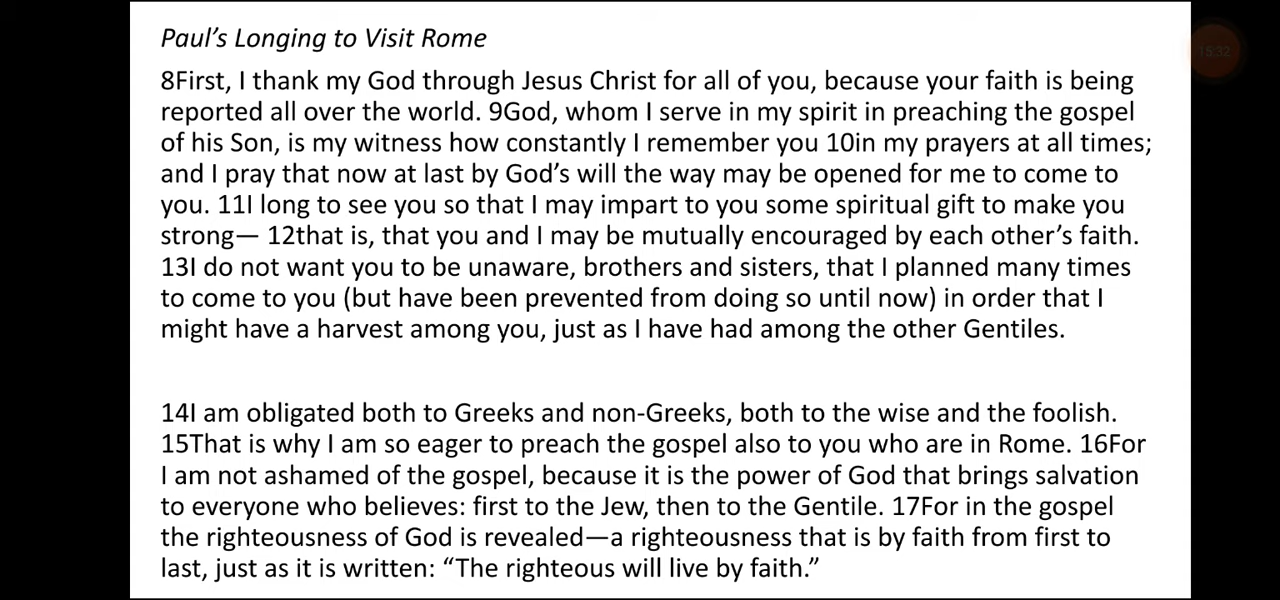 Paul’s Longing to Visit Rome
8First, I thank my God through Jesus Christ for all of you, because your faith is being
reported all over the world. 9God, whom I serve in my spirit in preaching the gospel
of his Son, is my witness how constantly I remember you 10in my prayers at all times;
and I pray that now at last by God’s will the way may be opened for me to come to
you. 11I long to see you so that I may impart to you some spiritual gift to make you
strong— 12that is, that you and I may be mutually encouraged by each other’s faith.
13I do not want you to be unaware, brothers and sisters, that I planned many times
to come to you (but have been prevented from doing so until now) in order that I
might have a harvest among you, just as I have had among the other Gentiles.
14I am obligated both to Greeks and non-Greeks, both to the wise and the foolish.
15That is why I am so eager to preach the gospel also to you who are in Rome. 16For
I am not ashamed of the gospel, because it is the power of God that brings salvation
to everyone who believes: first to the Jew, then to the Gentile. 17For in the gospel
the righteousness of God is revealed—a righteousness that is by faith from first to
last, just as it is written: “The righteous will live by faith.”
15:32